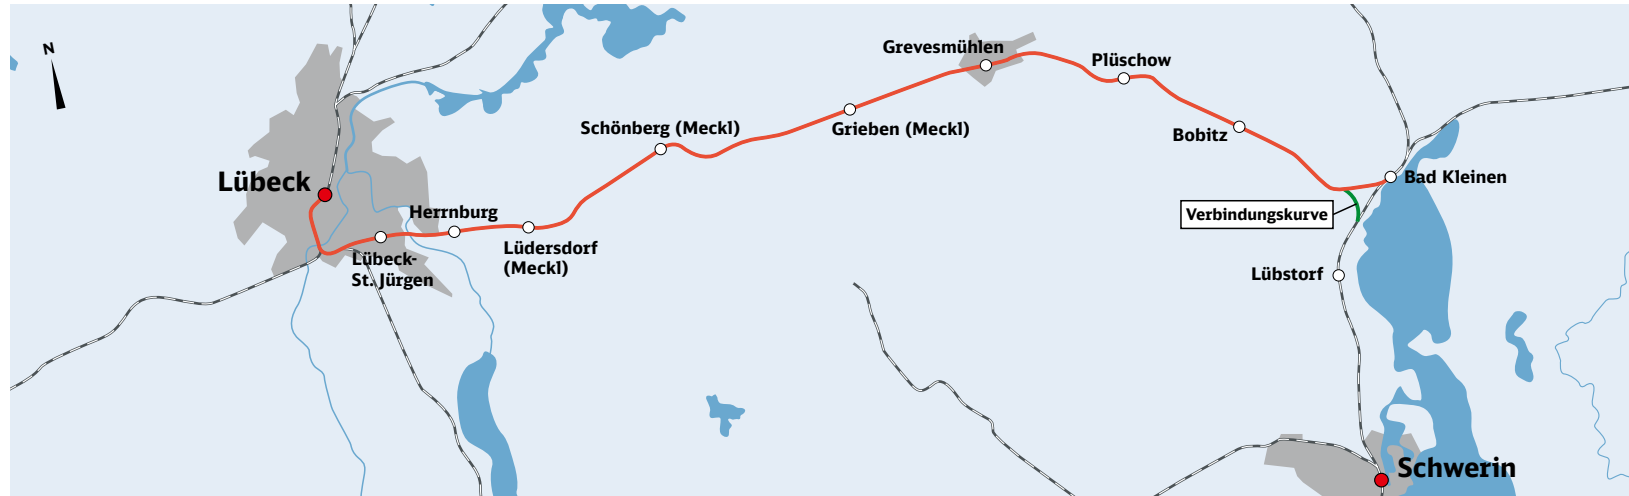 N
Grevesmühlen
Plüschow
Schönberg (Meckl)
Grieben (Meckl)
Bobitz
Lübeck
Bad Kleinen
Herrnburg
Verbindungskurve
Lüdersdorf
(Meckl)
Lübeck-
St. Jürgen
Lübstorf
Schwerin